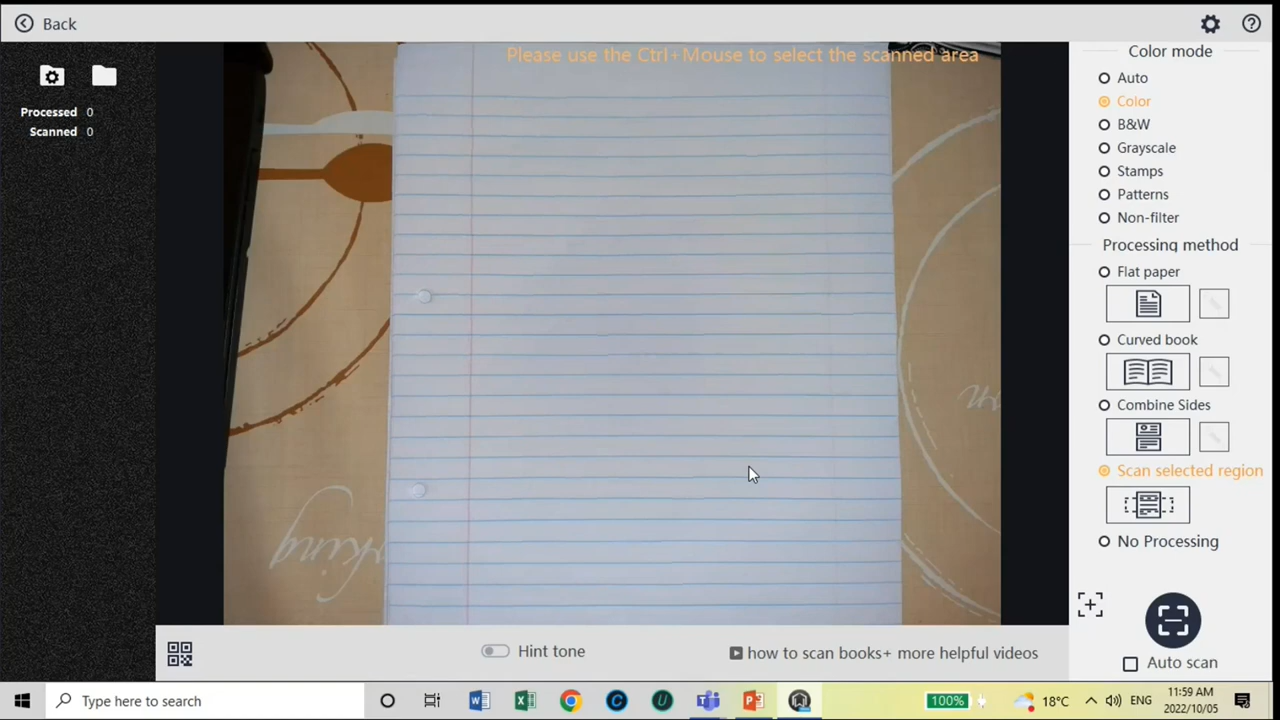 Back
Please use the Ctrl+Mouse to select the scanned area
Processed 0
Scanned 0
Color mode
Auto
Color
B&W
Grayscale
Stamps
Patterns
Non-filter
Processing method
Flat paper
Curved book
Combine Sides
Scan selected region
No Processing
Auto scan
Hint tone
how to scan books+ more helpful videos
Type here to search
100%
18°C
ENG
11:59 AM
2022/10/05